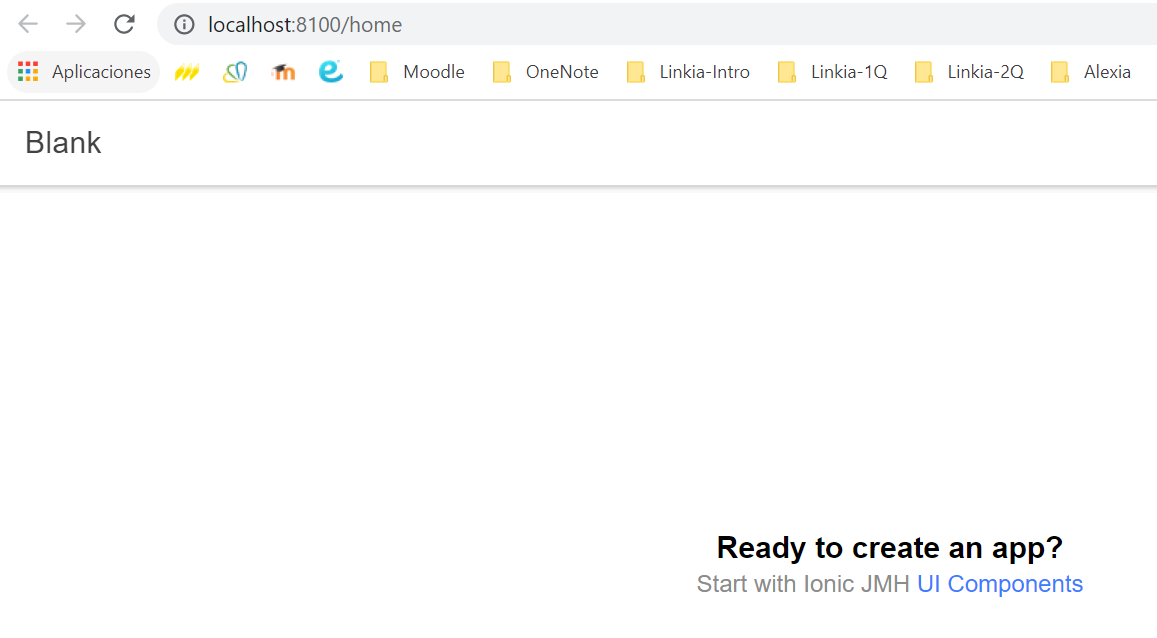 localhost:8100/home
Aplicaciones Moodle OneNote Linkia-Intro Linkia-1Q Linkia-2Q Alexia
Blank
Ready to create an app?
Start with Ionic JMH UI Components